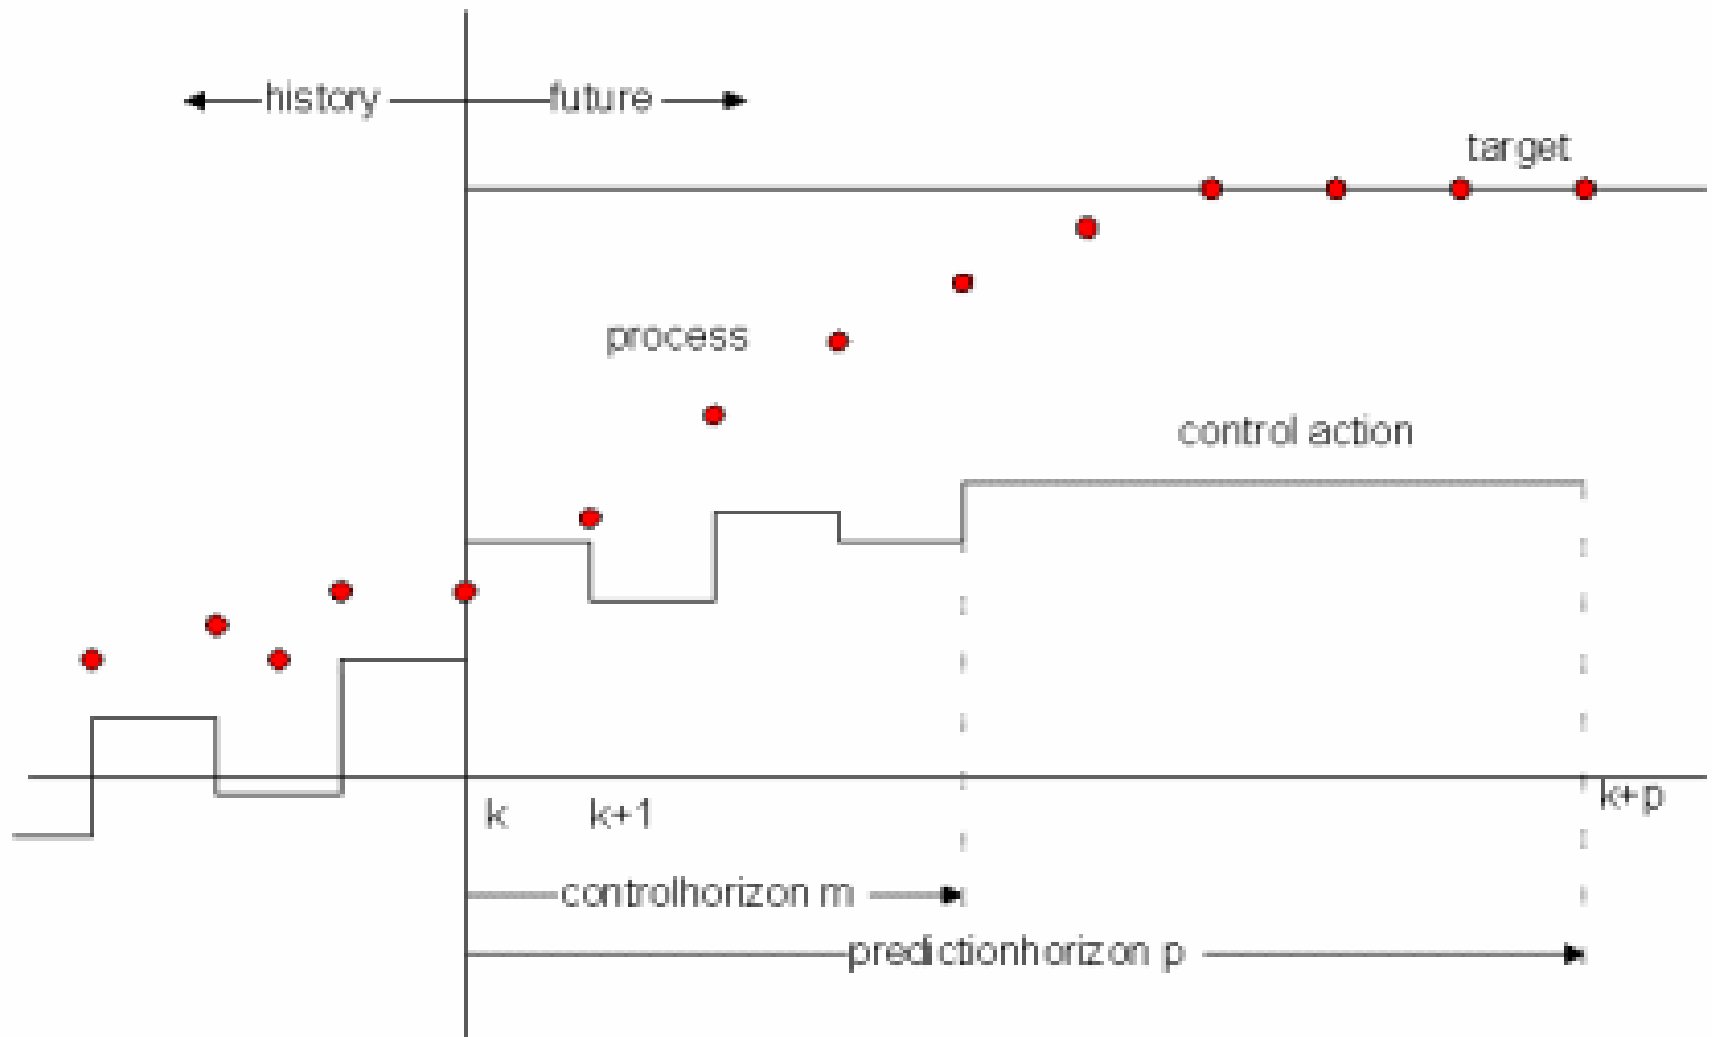 history
future
target
process
control action
k
k+1
k+p
controlhorizon m
predictionhorizon p